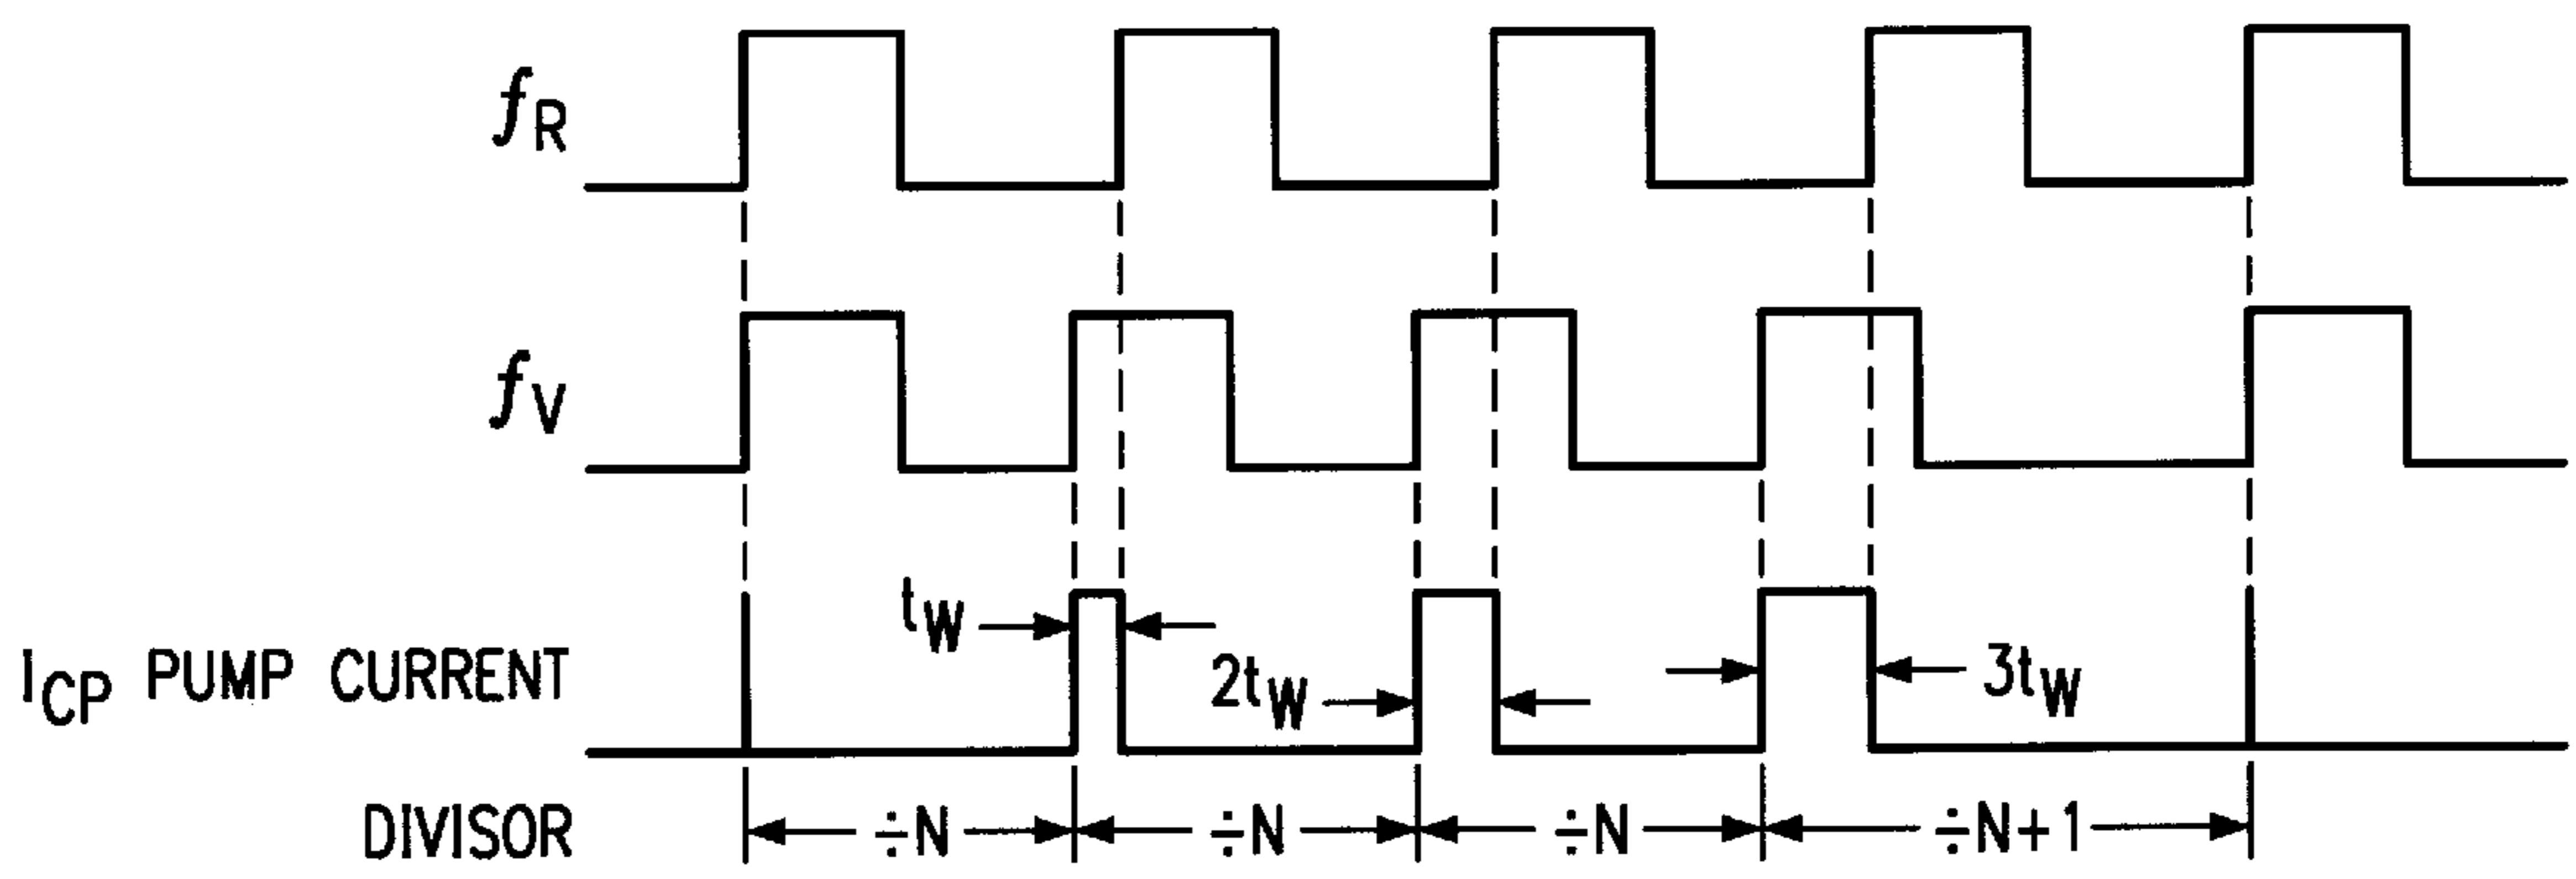 fR
fV
tW
2tW
3tW
ICP PUMP CURRENT
DIVISOR ÷N ÷N ÷N ÷N+1